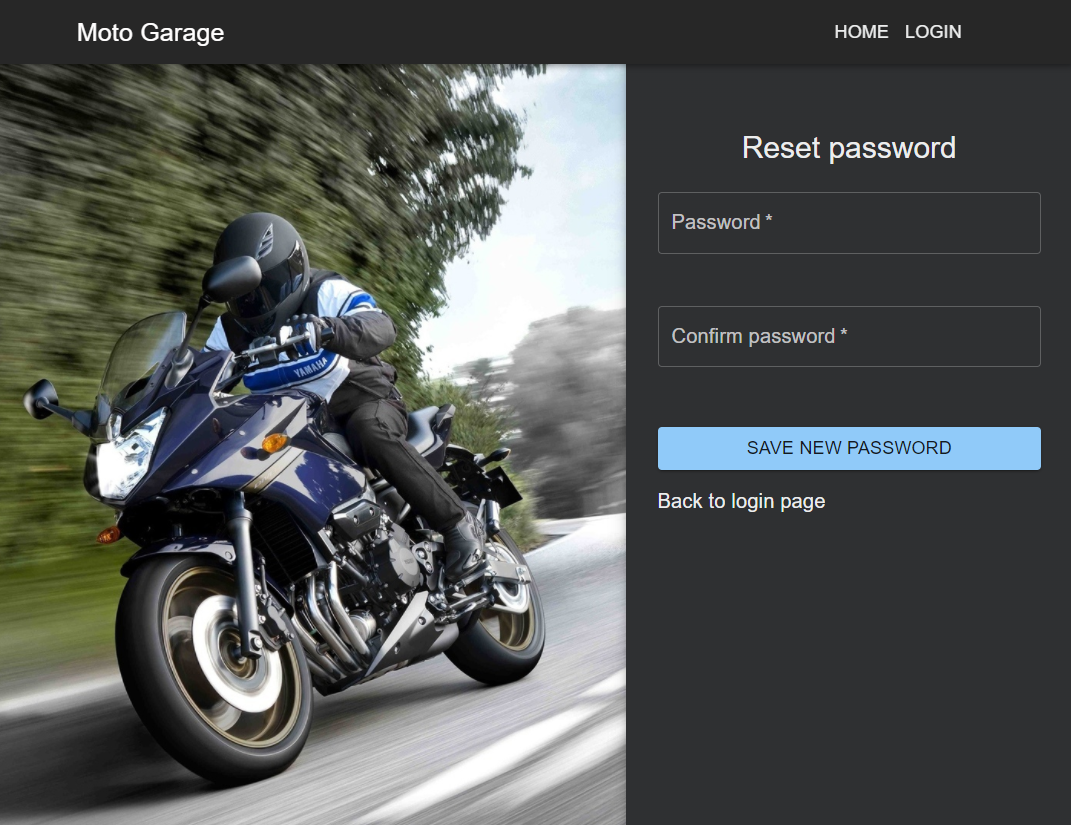 Moto Garage
HOME LOGIN
Reset password
Password *
Confirm password *
SAVE NEW PASSWORD
Back to login page
YAMAHA